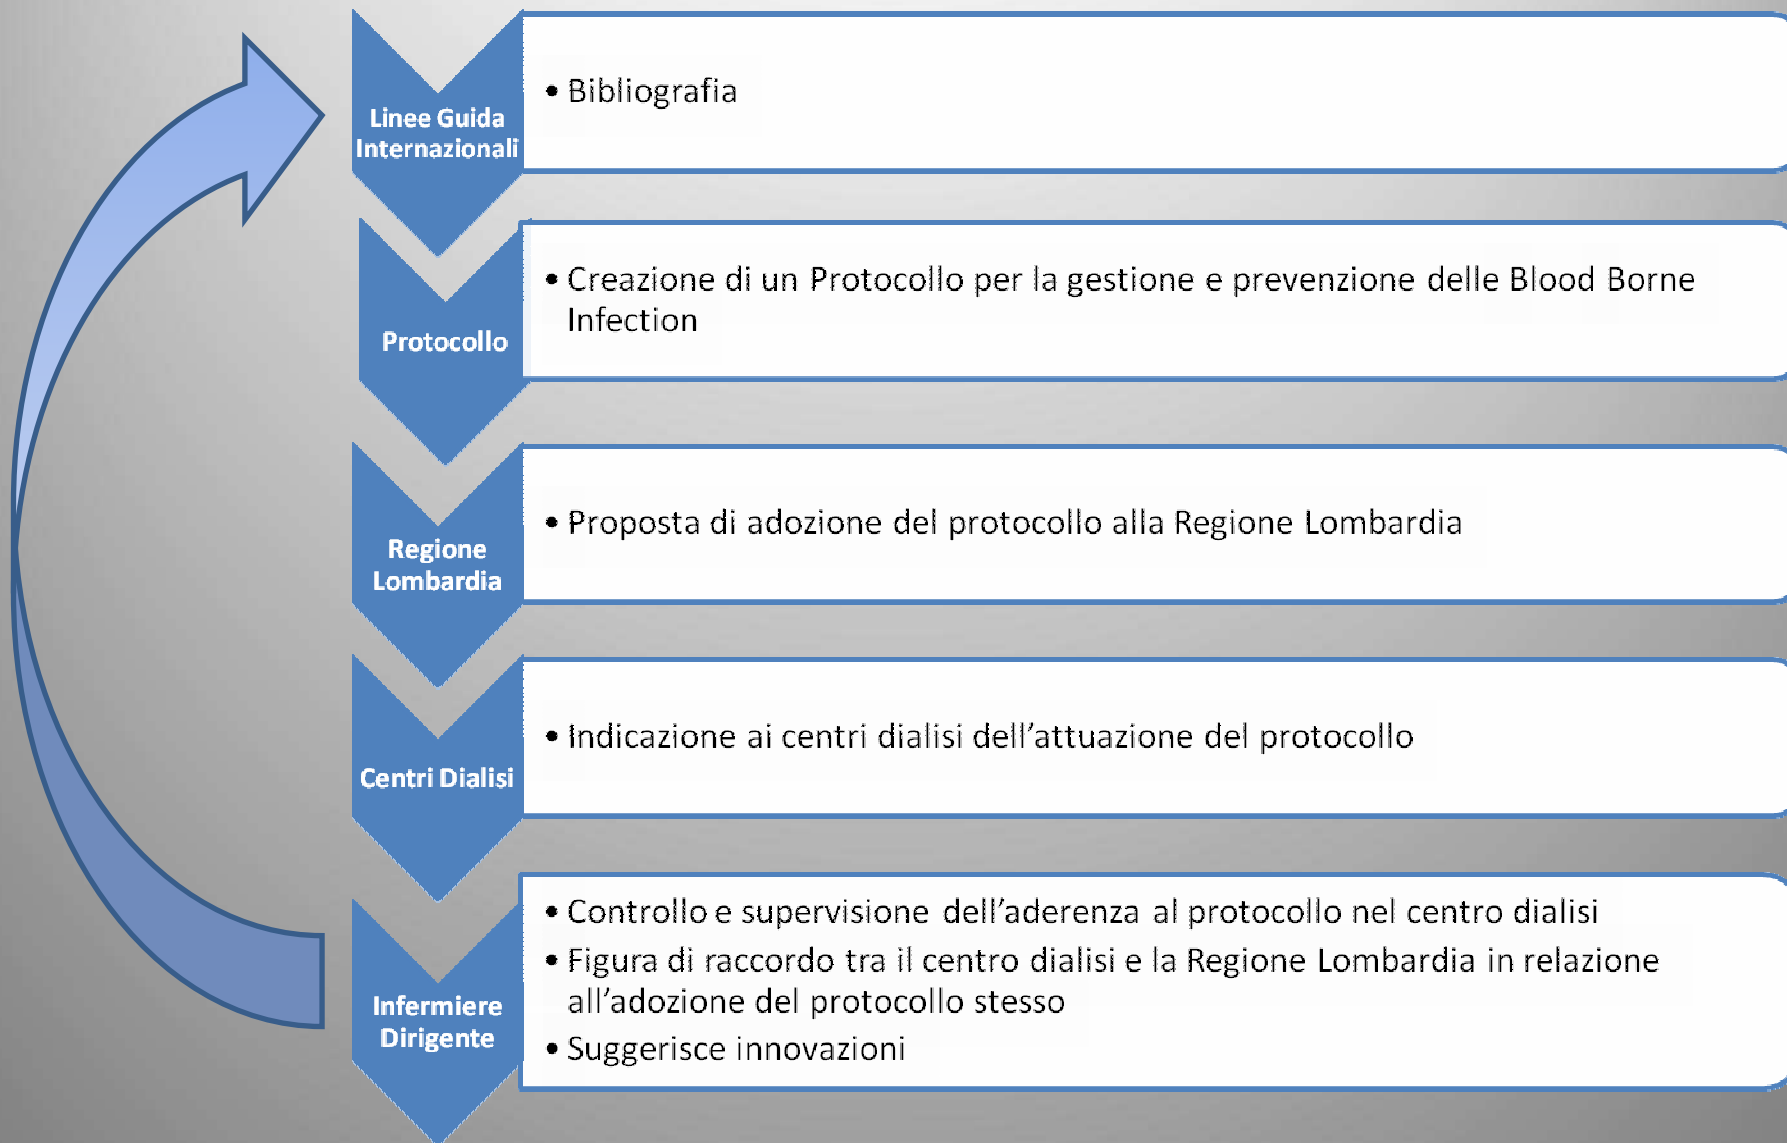 Linee Guida
Internazionali
• Bibliografia
Protocollo
• Creazione di un Protocollo per la gestione e prevenzione delle Blood Borne
Infection
Regione
Lombardia
• Proposta di adozione del protocollo alla Regione Lombardia
Centri Dialisi
• Indicazione ai centri dialisi dell’attuazione del protocollo
Infermiere
Dirigente
• Controllo e supervisione dell’aderenza al protocollo nel centro dialisi
• Figura di raccordo tra il centro dialisi e la Regione Lombardia in relazione
all’adozione del protocollo stesso
• Suggerisce innovazioni